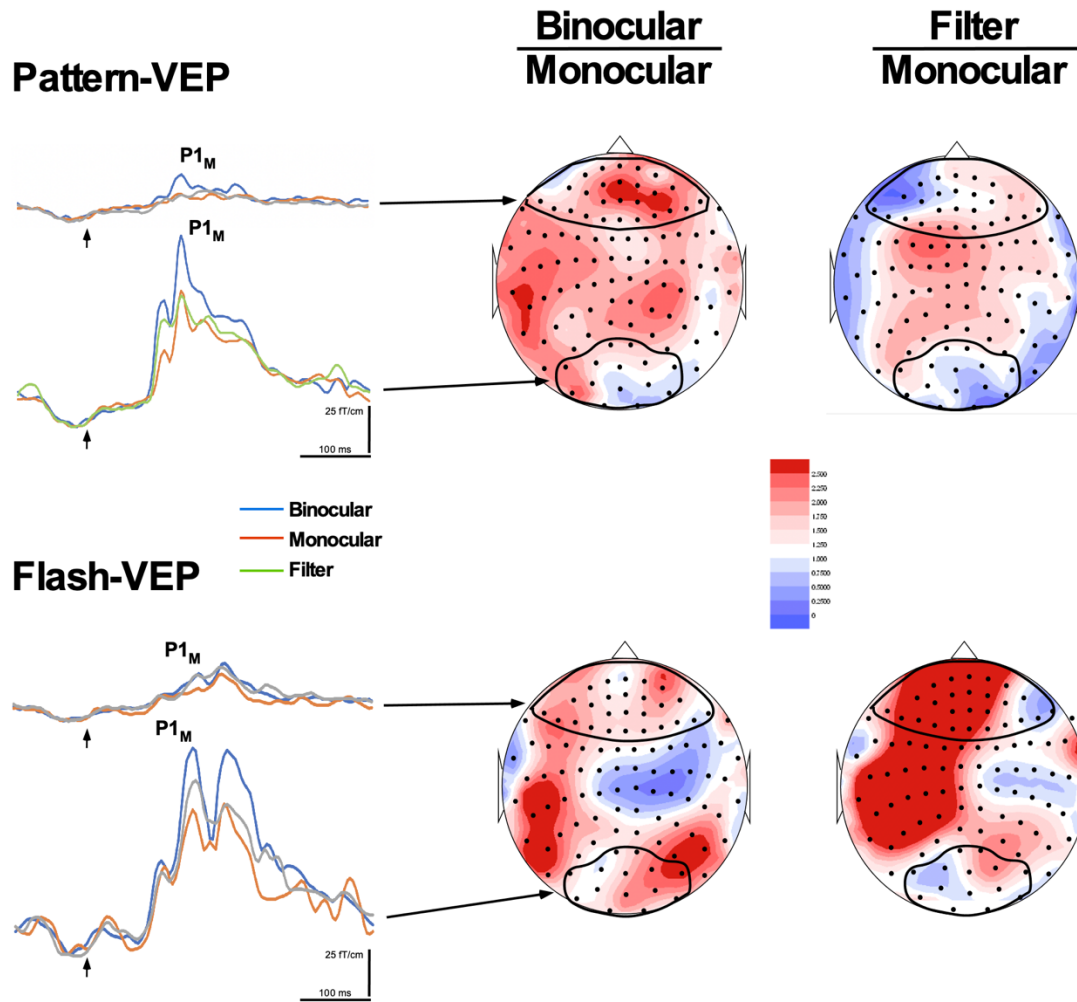 Binocular
Monocular
Filter
Monocular
Pattern-VEP
P1M
P1M
25 fT/cm
100 ms
Binocular
Monocular
Filter
2.500
2.250
2.000
1.750
1.500
1.250
1.000
0.7500
0.5000
0.2500
0
Flash-VEP
P1M
P1M
25 fT/cm
100 ms